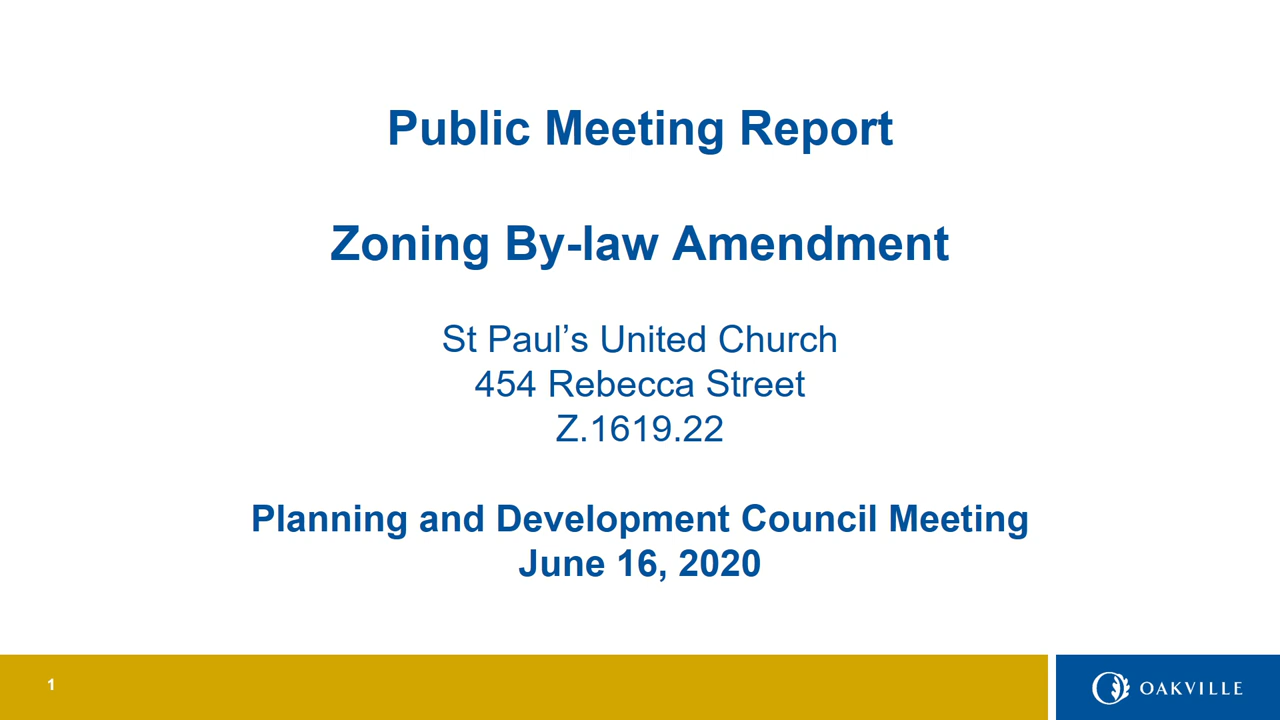 Public Meeting Report
Zoning By-law Amendment
St Paul’s United Church
454 Rebecca Street
Z.1619.22
Planning and Development Council Meeting
June 16, 2020
1
OAKVILLE